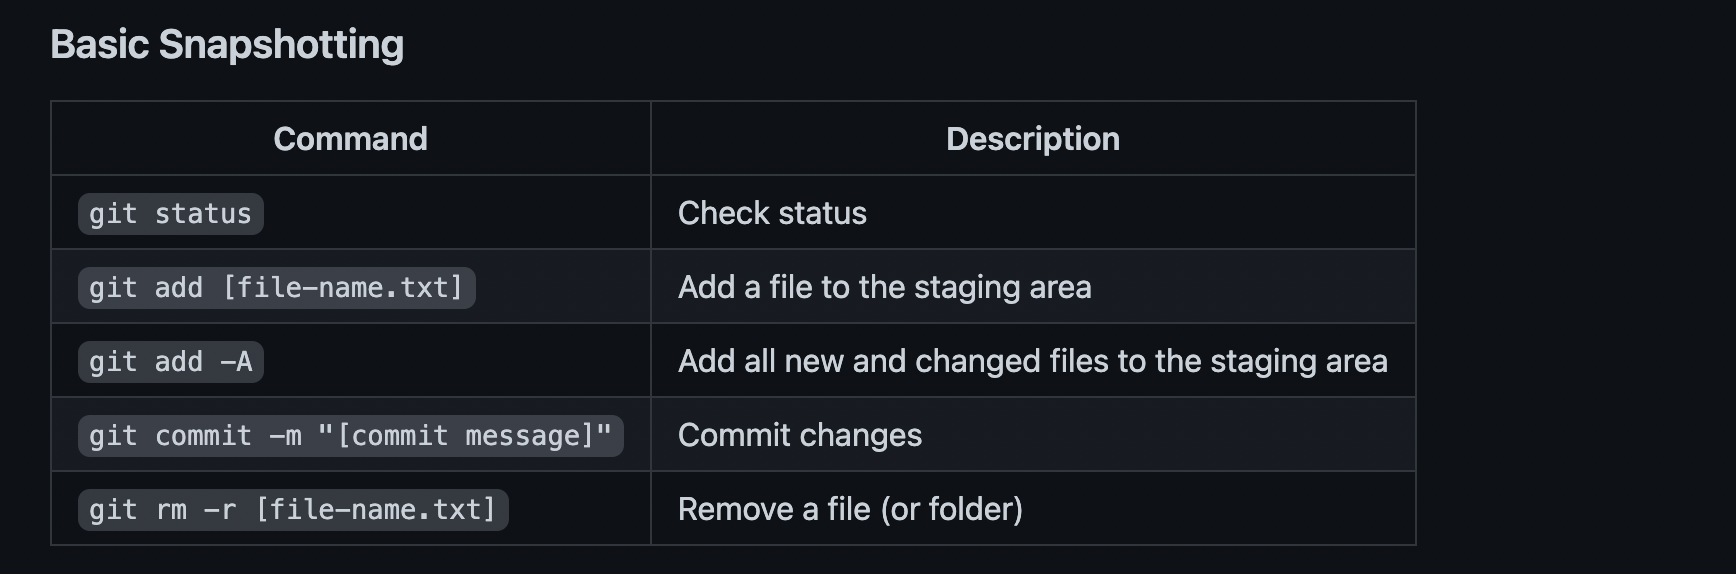 Basic Snapshotting
Command Description
git status Check status
git add [file-name.txt] Add a file to the staging area
git add -A Add all new and changed files to the staging area
git commit -m "[commit message]" Commit changes
git rm -r [file-name.txt] Remove a file (or folder)